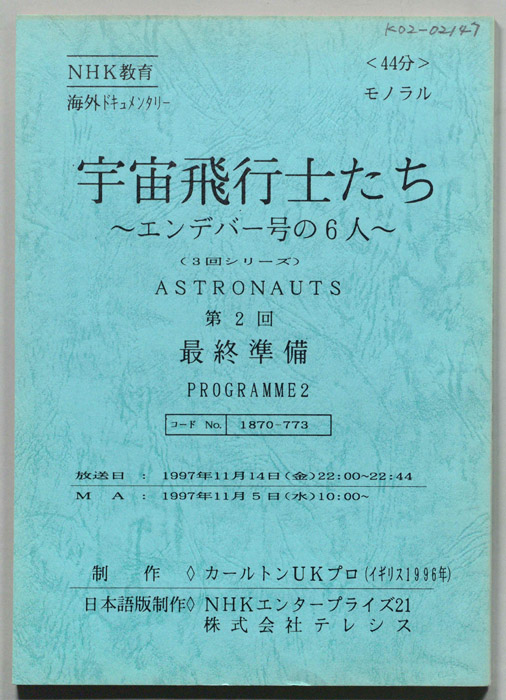 K02-02147
NHK教育
<44分>
海外ドキュメンタリー
モノラル
宇宙飛行士たち
~エンデバー号の6人~
(3回シリーズ)
ASTRONAUTS
第2回
最終準備
PROGRAMME2
コード No. 1870-773
放送日 : 1997年11月14日(金)22:00~22:44
MA : 1997年11月5日(水)10:00~
制作◇カールトンUKプロ(イギリス1996年)
日本語版制作◇NHKエンタープライズ21
株式会社テレシス